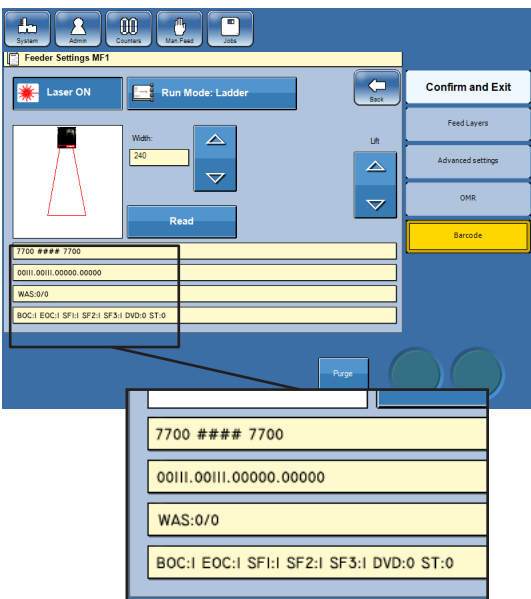 System Admin Counters Man.Feed Jobs
Feeder Settings MF1
Laser ON
Run Mode: Ladder
Back
Confirm and Exit
Feed Layers
Advanced settings
OMR
Barcode
Width:
240
Lift
Read
7700 #### 7700
00III.00III.00000.00000
WAS:0/0
BOC:I EOC:I SFI:I SF2:I SF3:I DVD:0 ST:0
Purge
7700 #### 7700
00III.00III.00000.00000
WAS:0/0
BOC:I EOC:I SFI:I SF2:I SF3:I DVD:0 ST:0